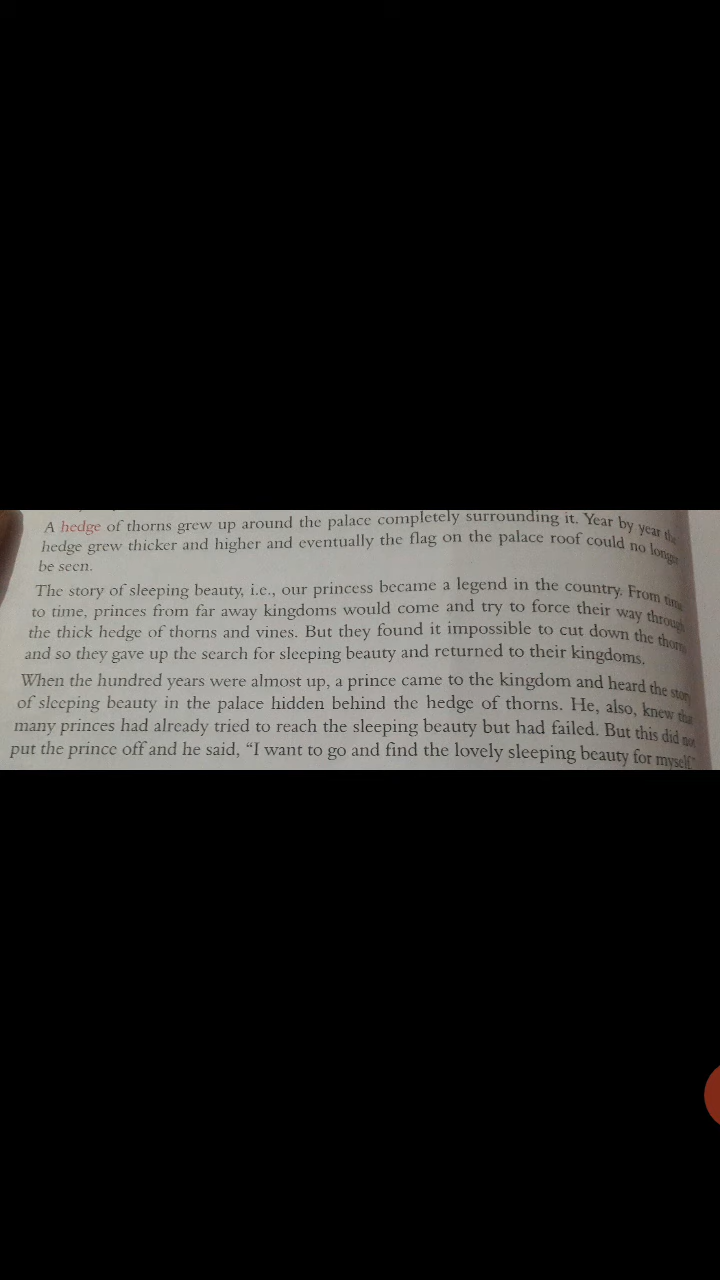 A hedge of thorns grew up around the palace completely surrounding it. Year by year the
hedge grew thicker and higher and eventually the flag on the palace roof could no longer
be seen.
The story of sleeping beauty, i.e., our princess became a legend in the country. From time
to time, princes from far away kingdoms would come and try to force their way through
the thick hedge of thorns and vines. But they found it impossible to cut down the thorns
and so they gave up the search for sleeping beauty and returned to their kingdoms.
When the hundred years were almost up, a prince came to the kingdom and heard the story
of sleeping beauty in the palace hidden behind the hedge of thorns. He, also, knew that
many princes had already tried to reach the sleeping beauty but had failed. But this did not
put the prince off and he said, “I want to go and find the lovely sleeping beauty for myself”